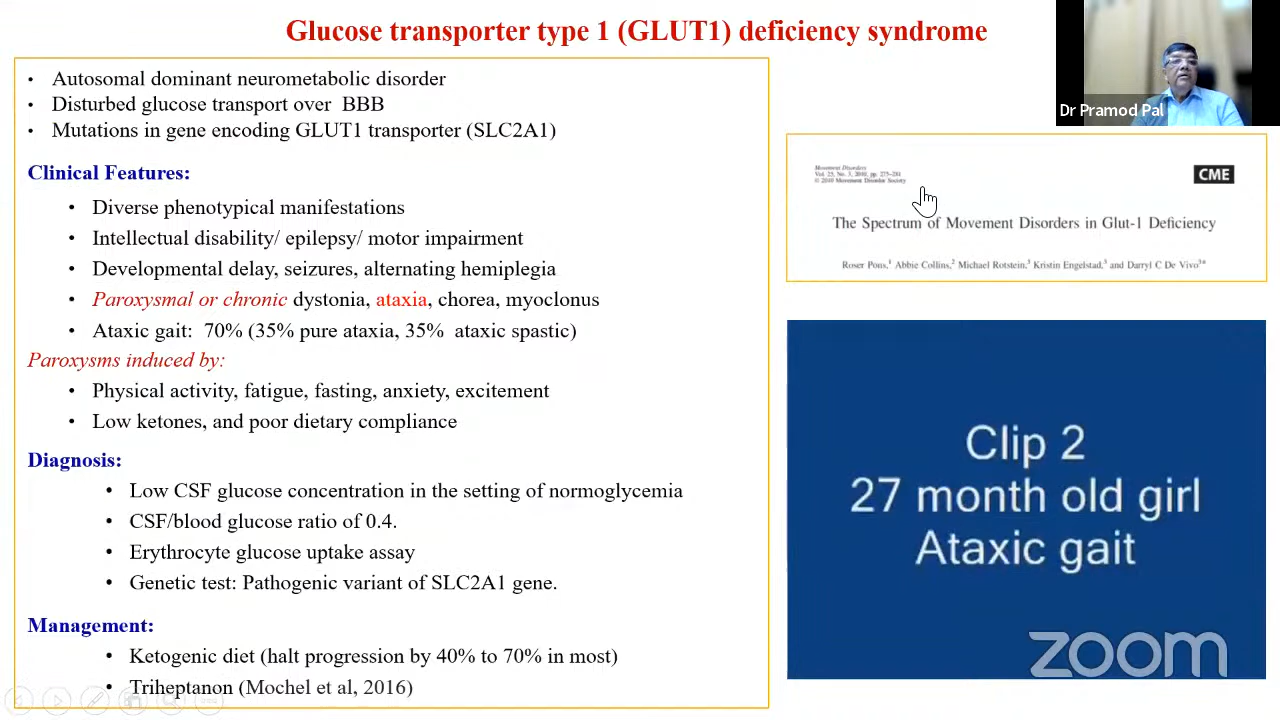 Glucose transporter type 1 (GLUT1) deficiency syndrome
• Autosomal dominant neurometabolic disorder
• Disturbed glucose transport over BBB
• Mutations in gene encoding GLUT1 transporter (SLC2A1)
Clinical Features:
• Diverse phenotypical manifestations
• Intellectual disability/ epilepsy/ motor impairment
• Developmental delay, seizures, alternating hemiplegia
• Paroxysmal or chronic dystonia, ataxia, chorea, myoclonus
• Ataxic gait: 70% (35% pure ataxia, 35% ataxic spastic)
Paroxysms induced by:
• Physical activity, fatigue, fasting, anxiety, excitement
• Low ketones, and poor dietary compliance
Diagnosis:
• Low CSF glucose concentration in the setting of normoglycemia
• CSF/blood glucose ratio of 0.4.
• Erythrocyte glucose uptake assay
• Genetic test: Pathogenic variant of SLC2A1 gene.
Management:
• Ketogenic diet (halt progression by 40% to 70% in most)
• Triheptanon (Mochel et al, 2016)
Dr Pramod Pal
Movement Disorders
Vol. 25, No. 3, 2010, pp. 275–281
© 2010 Movement Disorder Society
CME
The Spectrum of Movement Disorders in Glut-1 Deficiency
Roser Pons,1 Abbie Collins,2 Michael Rotstein,3 Kristin Engelstad,3 and Darryl C De Vivo3*
Clip 2
27 month old girl
Ataxic gait
zoom